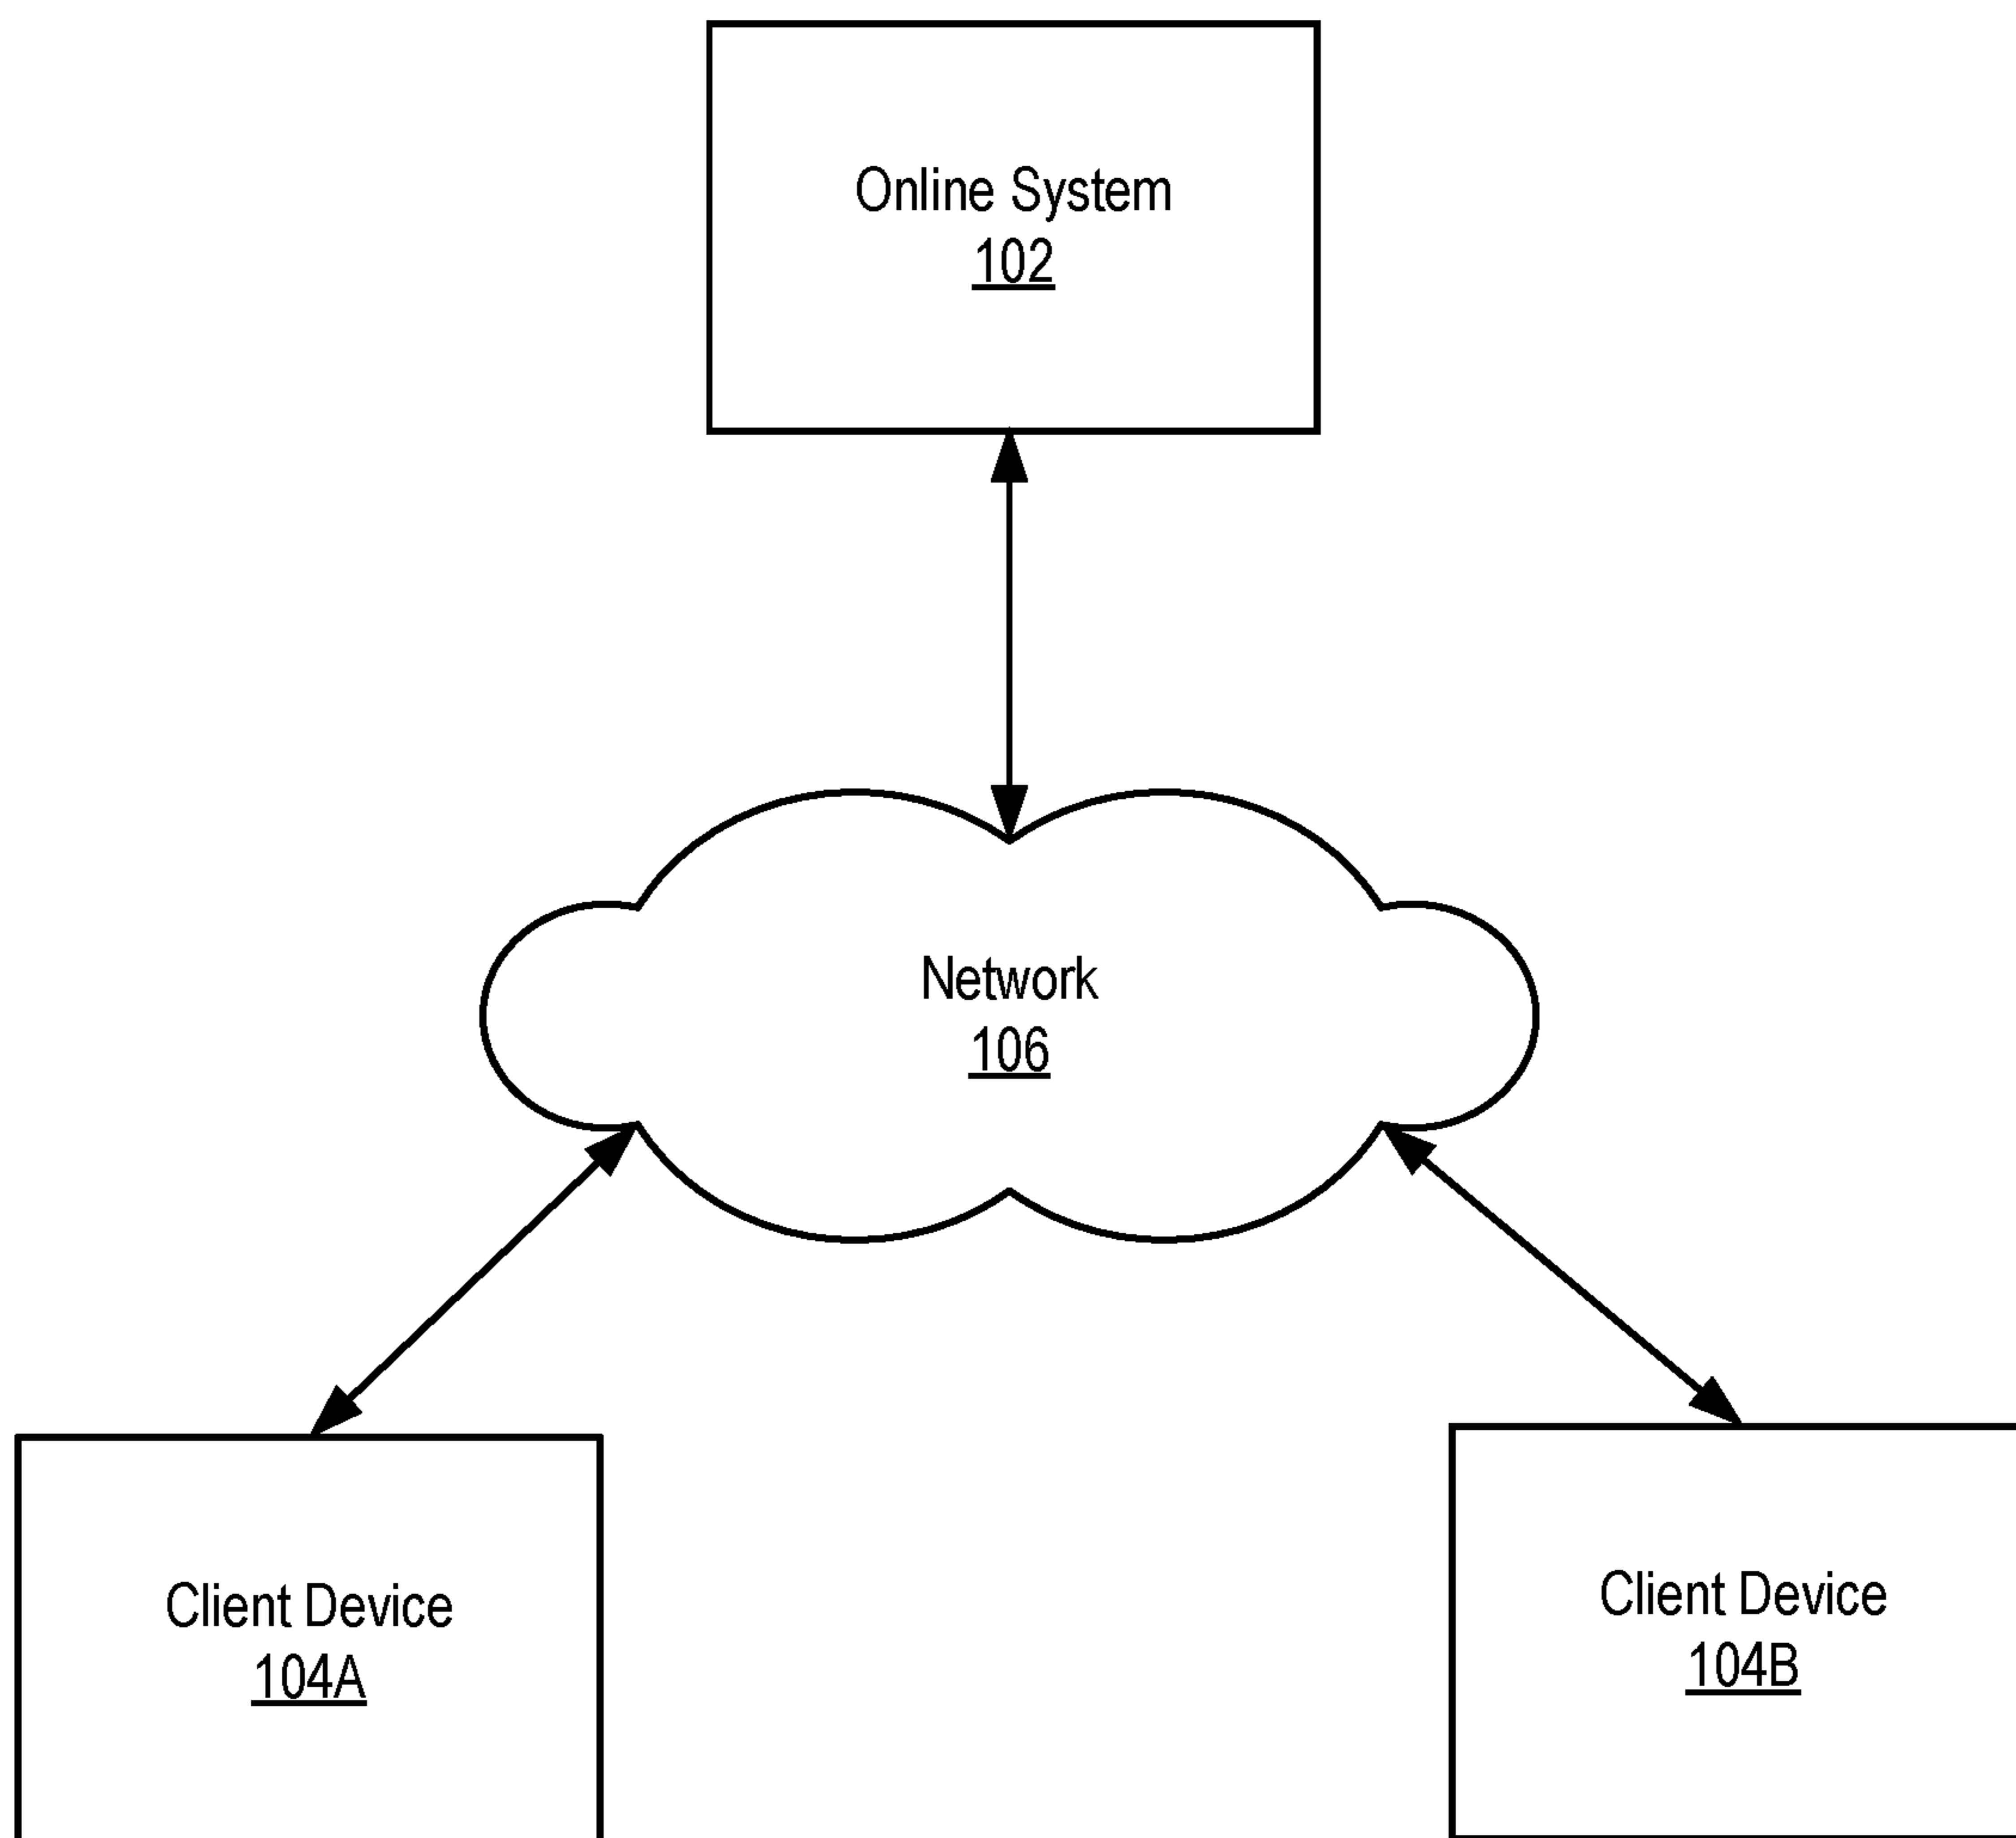 Online System
102
Network
106
Client Device
104A
Client Device
104B